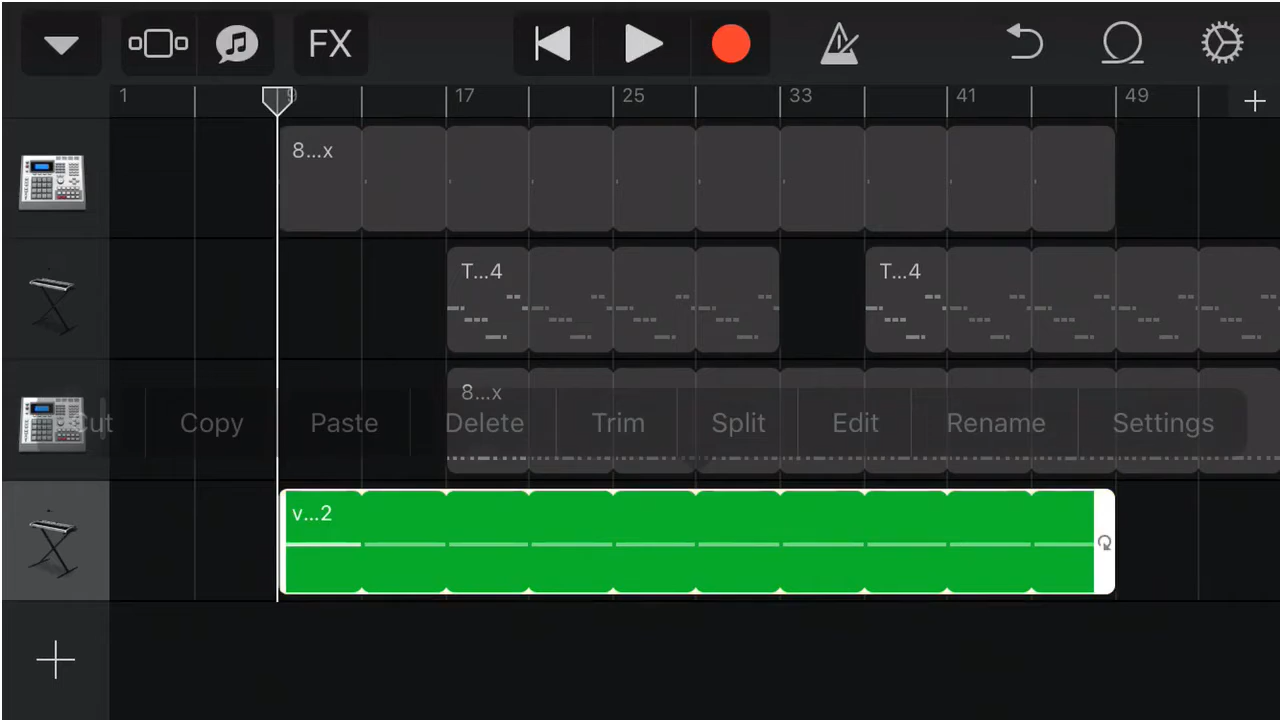 FX
1 9 17 25 33 41 49
8...x
T...4 T...4
8...x
Cut Copy Paste Delete Trim Split Edit Rename Settings
v...2